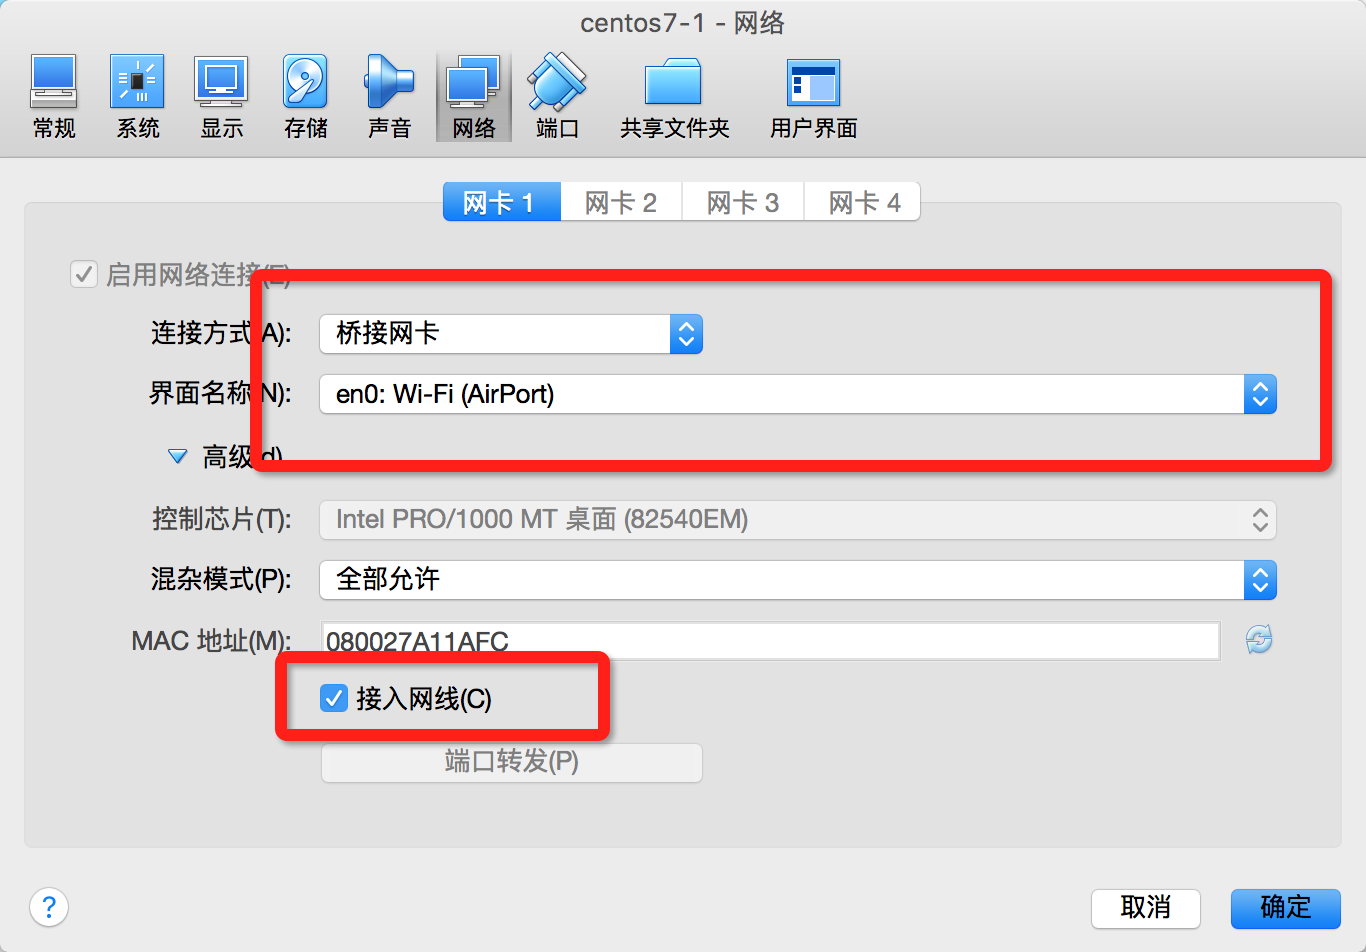 centos7-1 - 网络
常规 系统 显示 存储 声音 网络 端口 共享文件夹 用户界面
网卡 1 网卡 2 网卡 3 网卡 4
启用网络连接(E)
连接方式(A): 桥接网卡
界面名称(N): en0: Wi-Fi (AirPort)
高级(d)
控制芯片(T): Intel PRO/1000 MT 桌面 (82540EM)
混杂模式(P): 全部允许
MAC 地址(M): 080027A11AFC
接入网线(C)
端口转发(P)
? 取消 确定